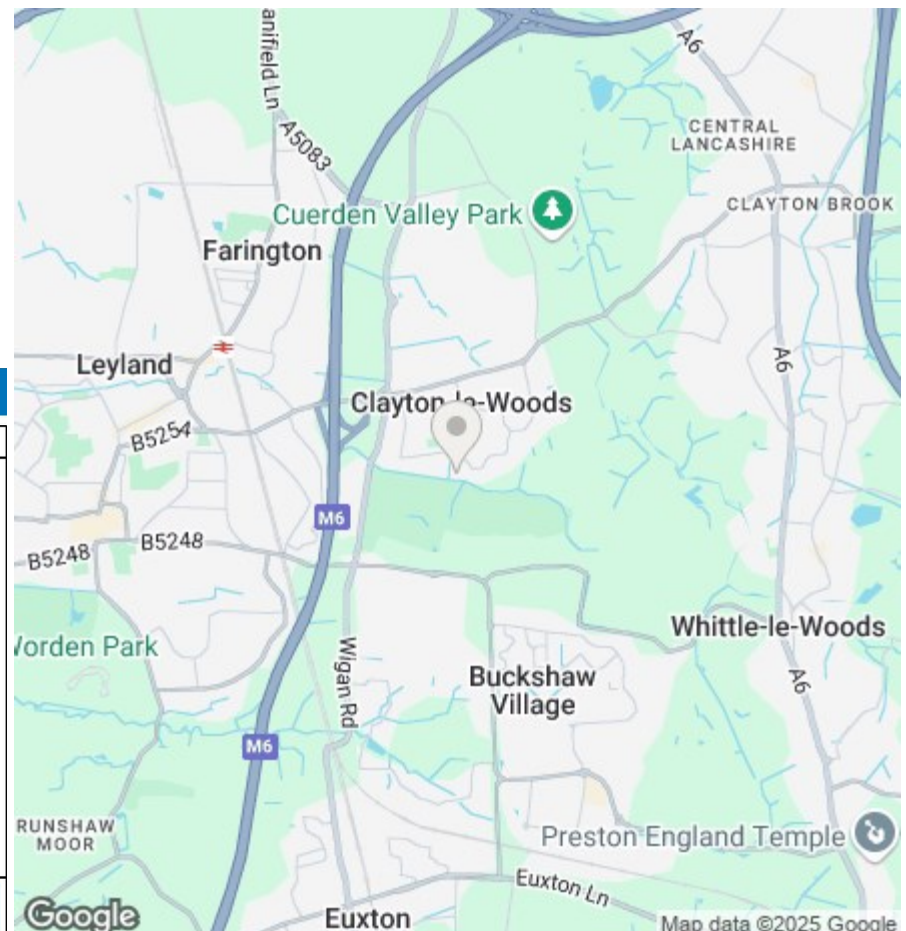 anifield Ln
A6
CENTRAL
LANCASHIRE
A5083
Cuerden Valley Park
CLAYTON BROOK
Farington
Leyland
A6
Clayton-le-Woods
B5254
M6
B5248
B5248
Worden Park
Whittle-le-Woods
Wigan Rd
Buckshaw
Village
A6
M6
RUNSHAW
MOOR
Preston England Temple
Euxton Ln
Google
Euxton
Map data ©2025 Google